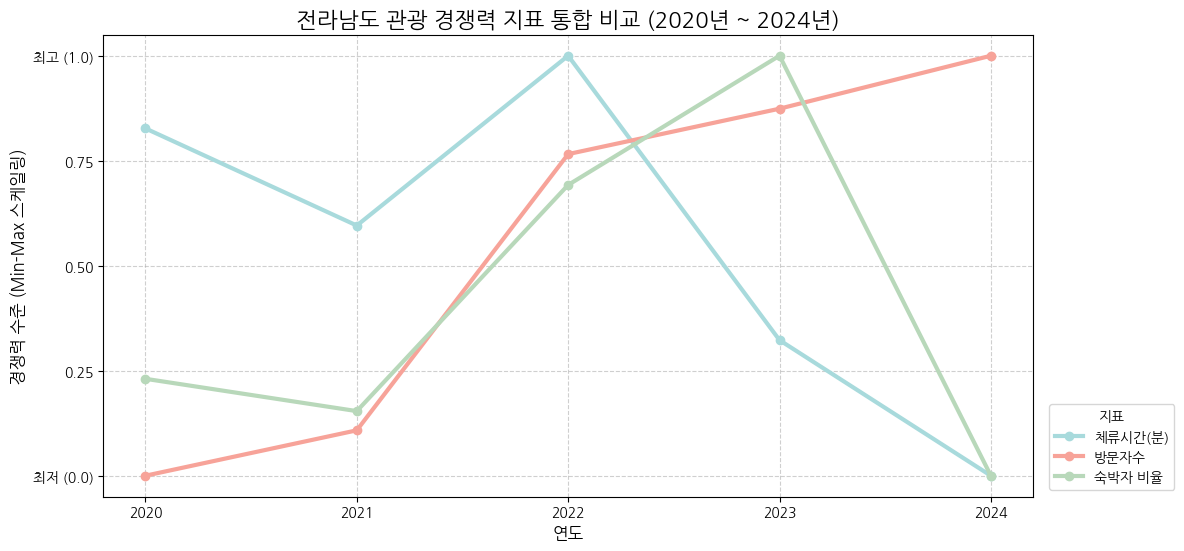 전라남도 관광 경쟁력 지표 통합 비교 (2020년 ~ 2024년)
경쟁력 수준 (Min-Max 스케일링)
최고 (1.0)
0.75
0.50
0.25
최저 (0.0)
2020
2021
2022
2023
2024
연도
지표
체류시간(분)
방문자수
숙박자 비율